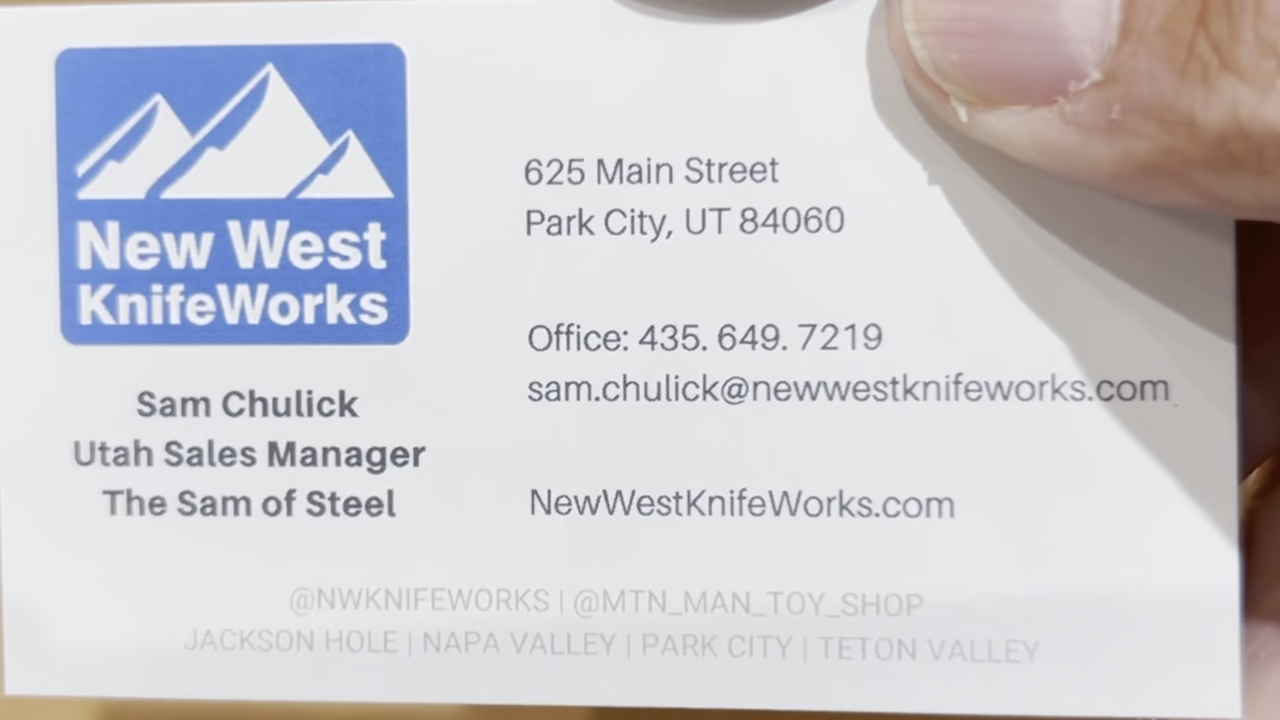 New West
KnifeWorks
Sam Chulick
Utah Sales Manager
The Sam of Steel
625 Main Street
Park City, UT 84060
Office: 435. 649. 7219
sam.chulick@newwestknifeworks.com
NewWestKnifeWorks.com
@NWKNIFEWORKS | @MTN_MAN_TOY_SHOP
JACKSON HOLE | NAPA VALLEY | PARK CITY | TETON VALLEY